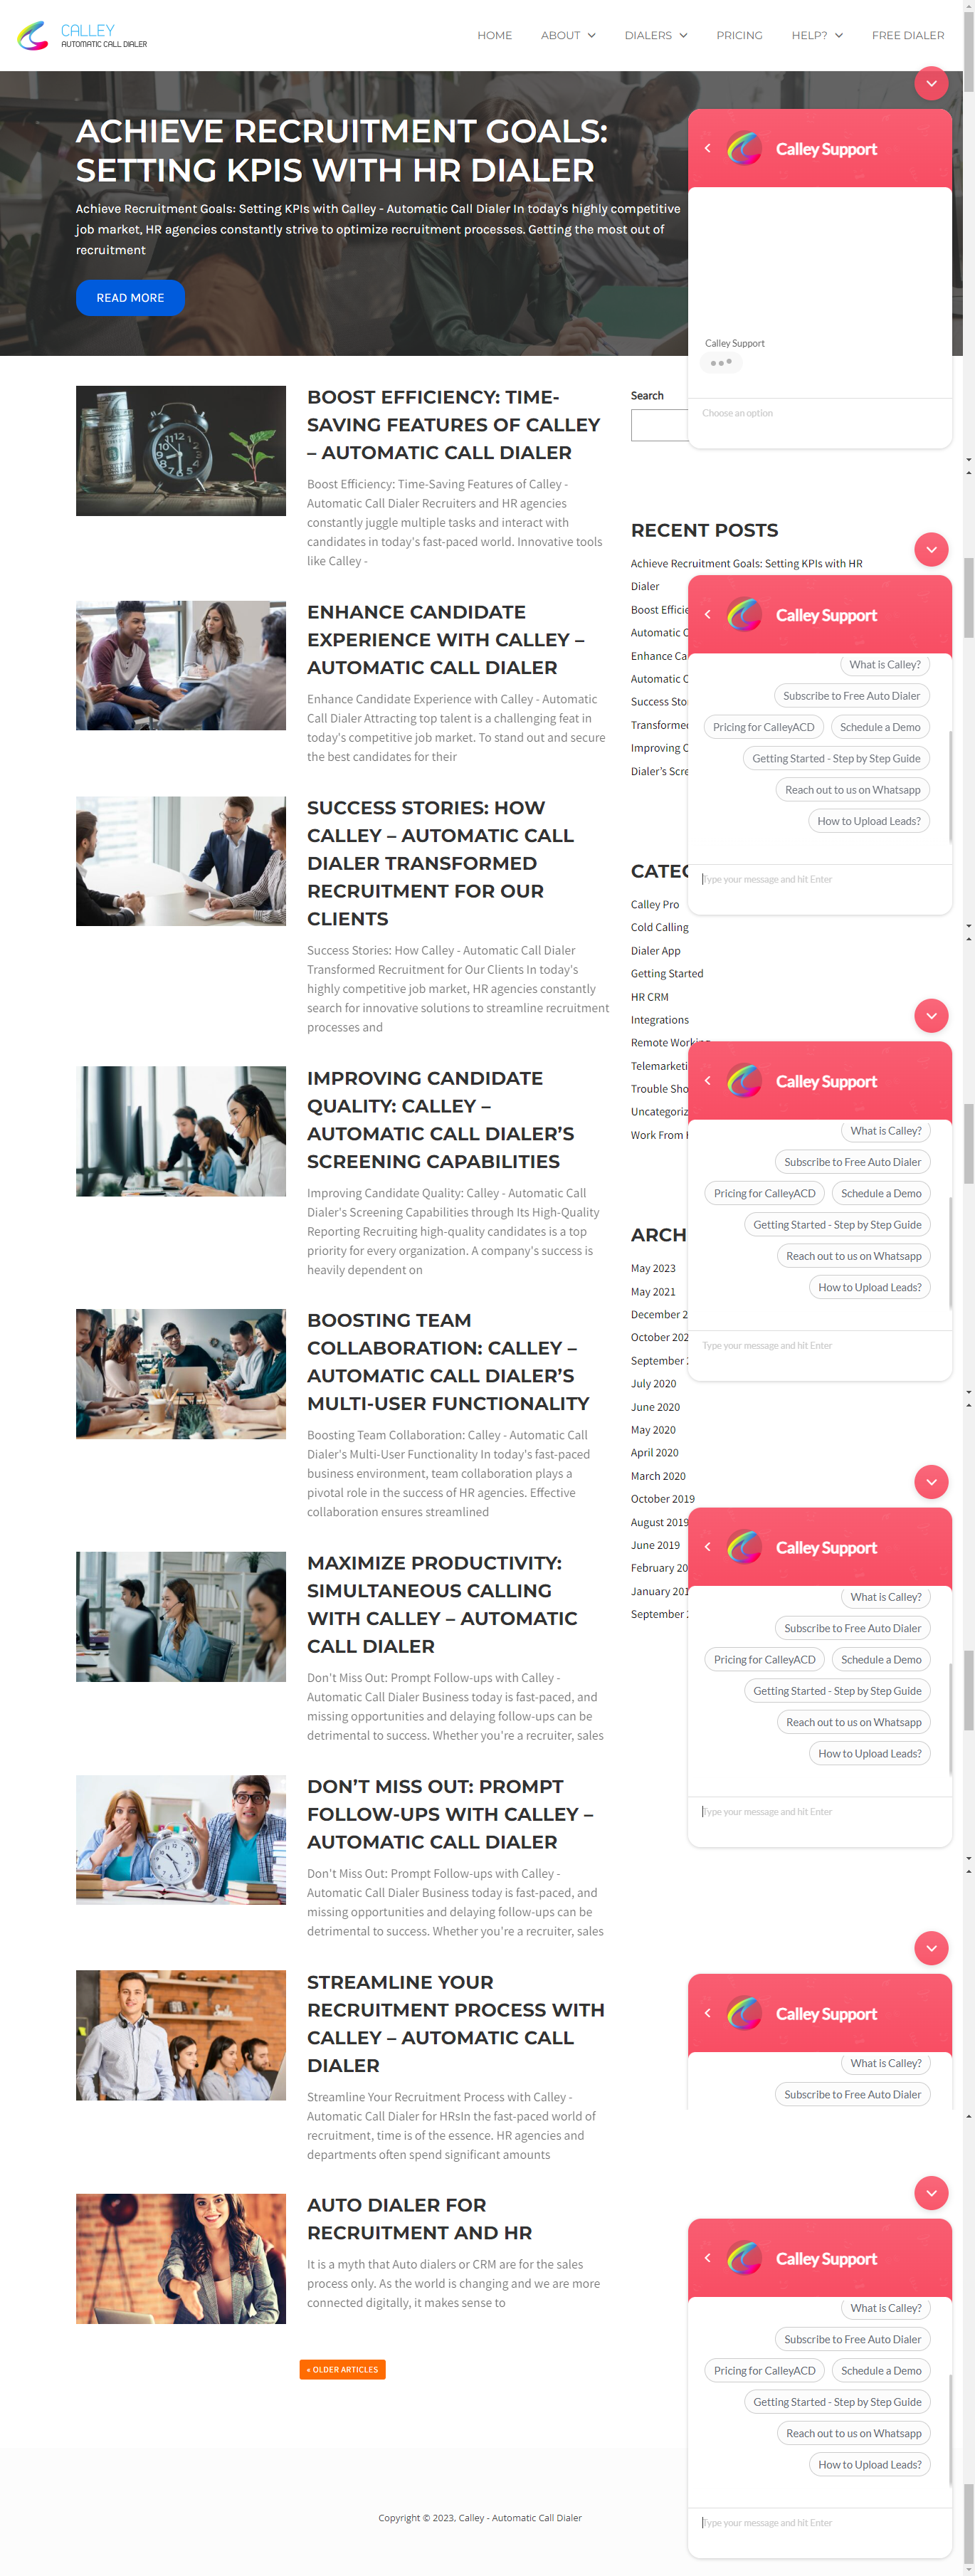 CALLEY
AUTOMATIC CALL DIALER
HOME
ABOUT
DIALERS
PRICING
HELP?
FREE DIALER
ACHIEVE RECRUITMENT GOALS:
SETTING KPIS WITH HR DIALER
Achieve Recruitment Goals: Setting KPIs with Calley - Automatic Call Dialer In today's highly competitive
job market, HR agencies constantly strive to optimize recruitment processes. Getting the most out of
recruitment
READ MORE
Calley Support
Calley Support
Choose an option
BOOST EFFICIENCY: TIME-
SAVING FEATURES OF CALLEY
– AUTOMATIC CALL DIALER
Boost Efficiency: Time-Saving Features of Calley -
Automatic Call Dialer Recruiters and HR agencies
constantly juggle multiple tasks and interact with
candidates in today's fast-paced world. Innovative tools
like Calley -
ENHANCE CANDIDATE
EXPERIENCE WITH CALLEY –
AUTOMATIC CALL DIALER
Enhance Candidate Experience with Calley - Automatic
Call Dialer Attracting top talent is a challenging feat in
today's competitive job market. To stand out and secure
the best candidates for their
SUCCESS STORIES: HOW
CALLEY – AUTOMATIC CALL
DIALER TRANSFORMED
RECRUITMENT FOR OUR
CLIENTS
Success Stories: How Calley - Automatic Call Dialer
Transformed Recruitment for Our Clients In today's
highly competitive job market, HR agencies constantly
search for innovative solutions to streamline recruitment
processes and
IMPROVING CANDIDATE
QUALITY: CALLEY –
AUTOMATIC CALL DIALER'S
SCREENING CAPABILITIES
Improving Candidate Quality: Calley - Automatic Call
Dialer's Screening Capabilities through Its High-Quality
Reporting Recruiting high-quality candidates is a top
priority for every organization. A company's success is
heavily dependent on
BOOSTING TEAM
COLLABORATION: CALLEY –
AUTOMATIC CALL DIALER'S
MULTI-USER FUNCTIONALITY
Boosting Team Collaboration: Calley - Automatic Call
Dialer's Multi-User Functionality In today's fast-paced
business environment, team collaboration plays a
pivotal role in the success of HR agencies. Effective
collaboration ensures streamlined
MAXIMIZE PRODUCTIVITY:
SIMULTANEOUS CALLING
WITH CALLEY – AUTOMATIC
CALL DIALER
Don't Miss Out: Prompt Follow-ups with Calley -
Automatic Call Dialer Business today is fast-paced, and
missing opportunities and delaying follow-ups can be
detrimental to success. Whether you're a recruiter, sales
DON'T MISS OUT: PROMPT
FOLLOW-UPS WITH CALLEY –
AUTOMATIC CALL DIALER
Don't Miss Out: Prompt Follow-ups with Calley -
Automatic Call Dialer Business today is fast-paced, and
missing opportunities and delaying follow-ups can be
detrimental to success. Whether you're a recruiter, sales
STREAMLINE YOUR
RECRUITMENT PROCESS WITH
CALLEY – AUTOMATIC CALL
DIALER
Streamline Your Recruitment Process with Calley -
Automatic Call Dialer for HRsIn the fast-paced world of
recruitment, time is of the essence. HR agencies and
departments often spend significant amounts
AUTO DIALER FOR
RECRUITMENT AND HR
It is a myth that Auto dialers or CRM are for the sales
process only. As the world is changing and we are more
connected digitally, it makes sense to
« OLDER ARTICLES
Search
RECENT POSTS
Achieve Recruitment Goals: Setting KPIs with HR
Dialer
Boost
Automatic
Enhance
Automatic
Success
Transformed
Improving
Dialer's
Calley Pro
Cold Calling
Dialer App
Getting Started
HR CRM
Integrations
Remote Working
Trouble
Work From
May 2023
May 2021
December
October
September
July 2020
June 2020
May 2020
April 2020
March 2020
October 2019
August 2019
June 2019
February
January
September
Calley Support
What is Calley?
Subscribe to Free Auto Dialer
Pricing for CalleyACD
Schedule a Demo
Getting Started - Step by Step Guide
Reach out to us on Whatsapp
How to Upload Leads?
Type your message and hit Enter
Calley Support
What is Calley?
Subscribe to Free Auto Dialer
Pricing for CalleyACD
Schedule a Demo
Getting Started - Step by Step Guide
Reach out to us on Whatsapp
How to Upload Leads?
Type your message and hit Enter
Calley Support
What is Calley?
Subscribe to Free Auto Dialer
Pricing for CalleyACD
Schedule a Demo
Getting Started - Step by Step Guide
Reach out to us on Whatsapp
How to Upload Leads?
Type your message and hit Enter
Calley Support
What is Calley?
Subscribe to Free Auto Dialer
Calley Support
What is Calley?
Subscribe to Free Auto Dialer
Pricing for CalleyACD
Schedule a Demo
Getting Started - Step by Step Guide
Reach out to us on Whatsapp
How to Upload Leads?
Type your message and hit Enter
Copyright © 2023, Calley - Automatic Call Dialer